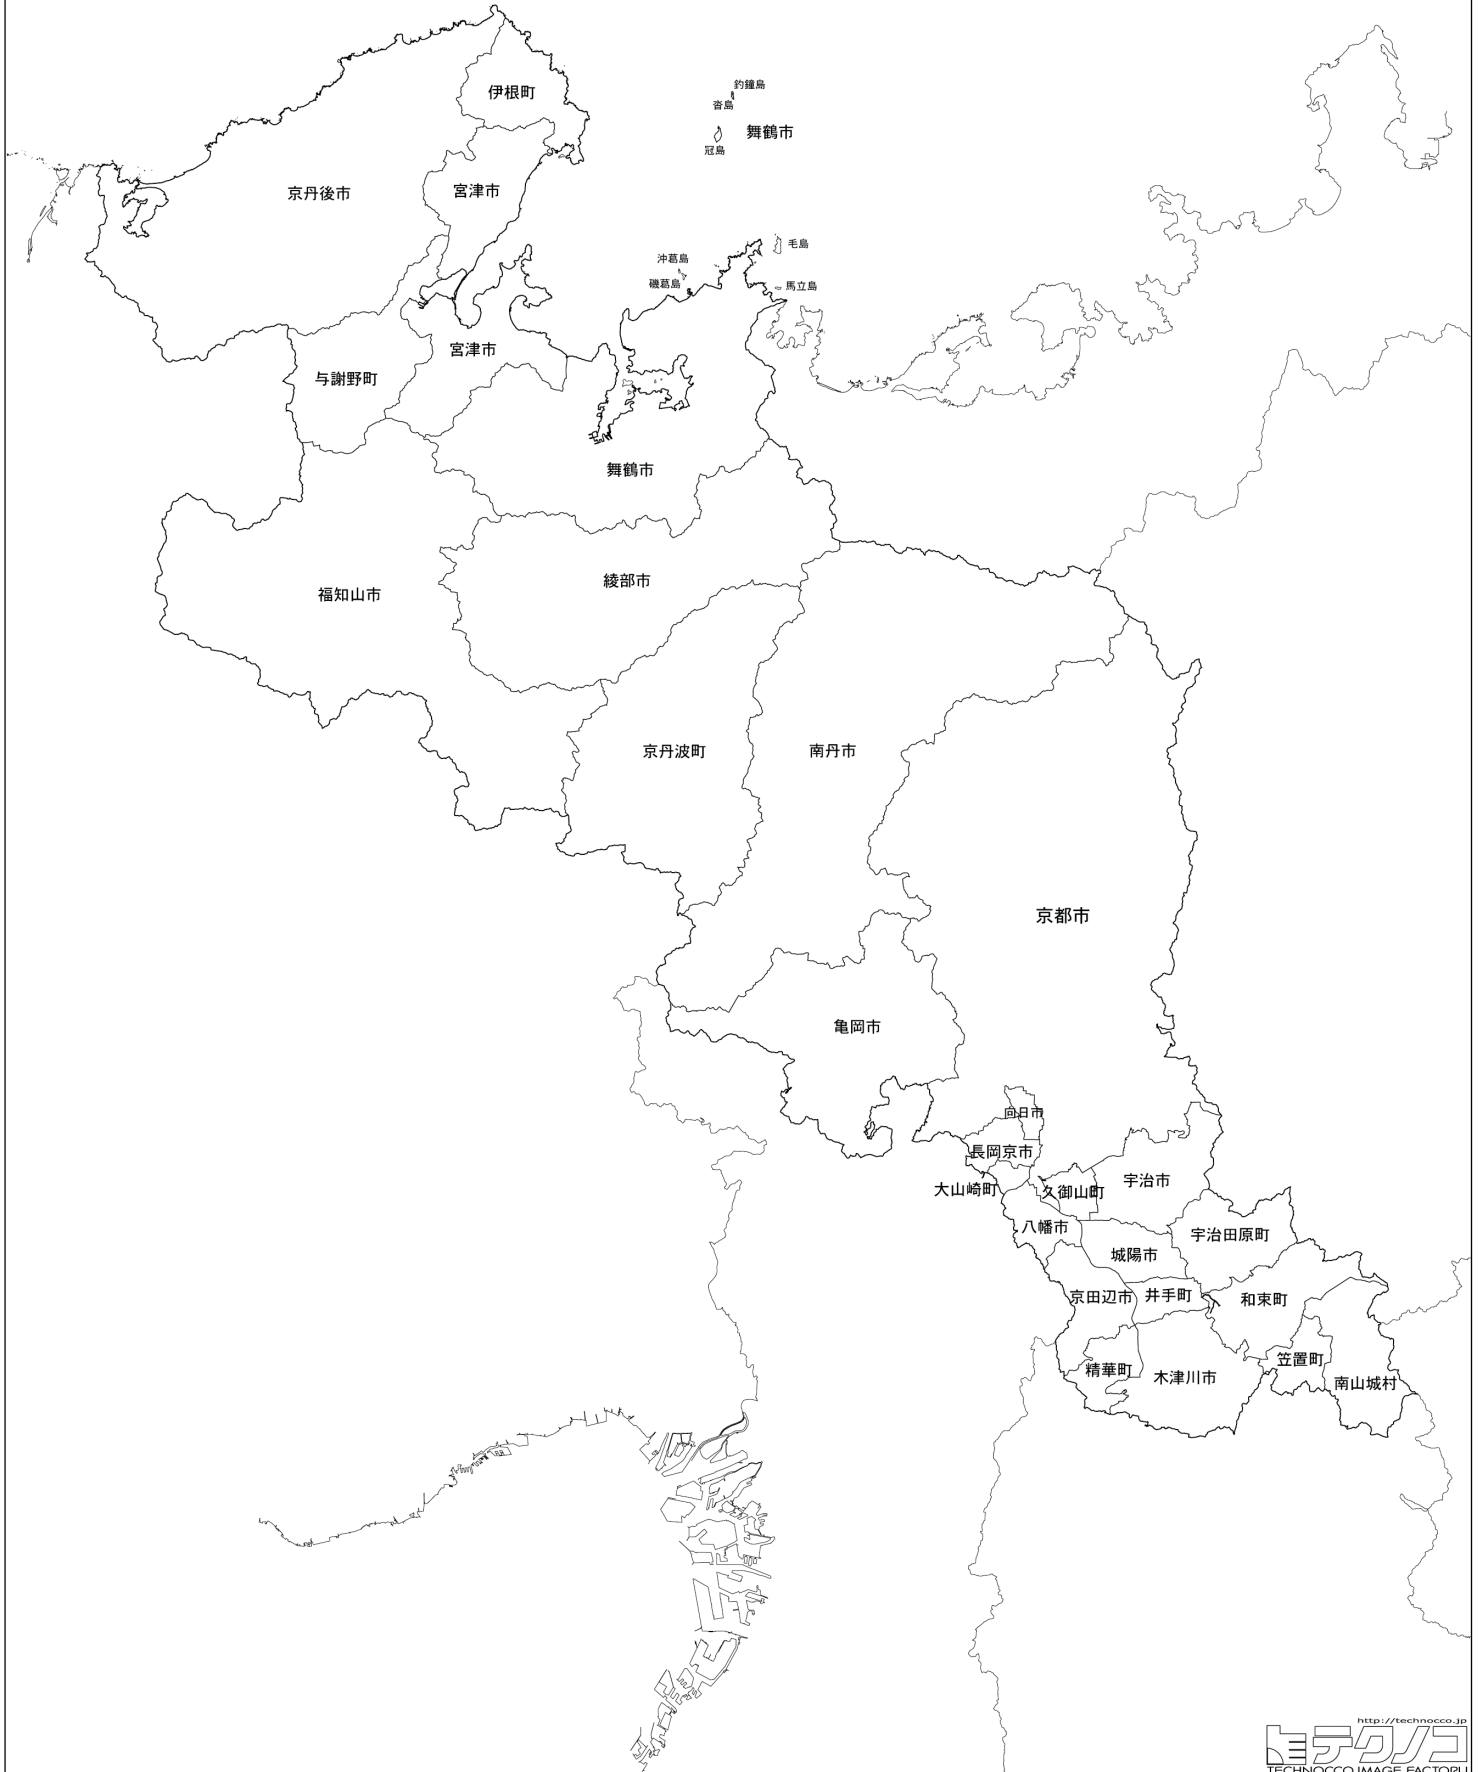 伊根町
釣鐘島
沓島
舞鶴市
冠島
京丹後市
宮津市
毛島
沖葛島
磯葛島
馬立島
宮津市
与謝野町
舞鶴市
綾部市
福知山市
京丹波町
南丹市
京都市
亀岡市
向日市
長岡京市
大山崎町
久御山町
宇治市
八幡市
宇治田原町
城陽市
京田辺市
井手町
和束町
笠置町
精華町
木津川市
南山城村
http://technocco.jp
テクノコ
TECHNOCCO IMAGE FACTORY